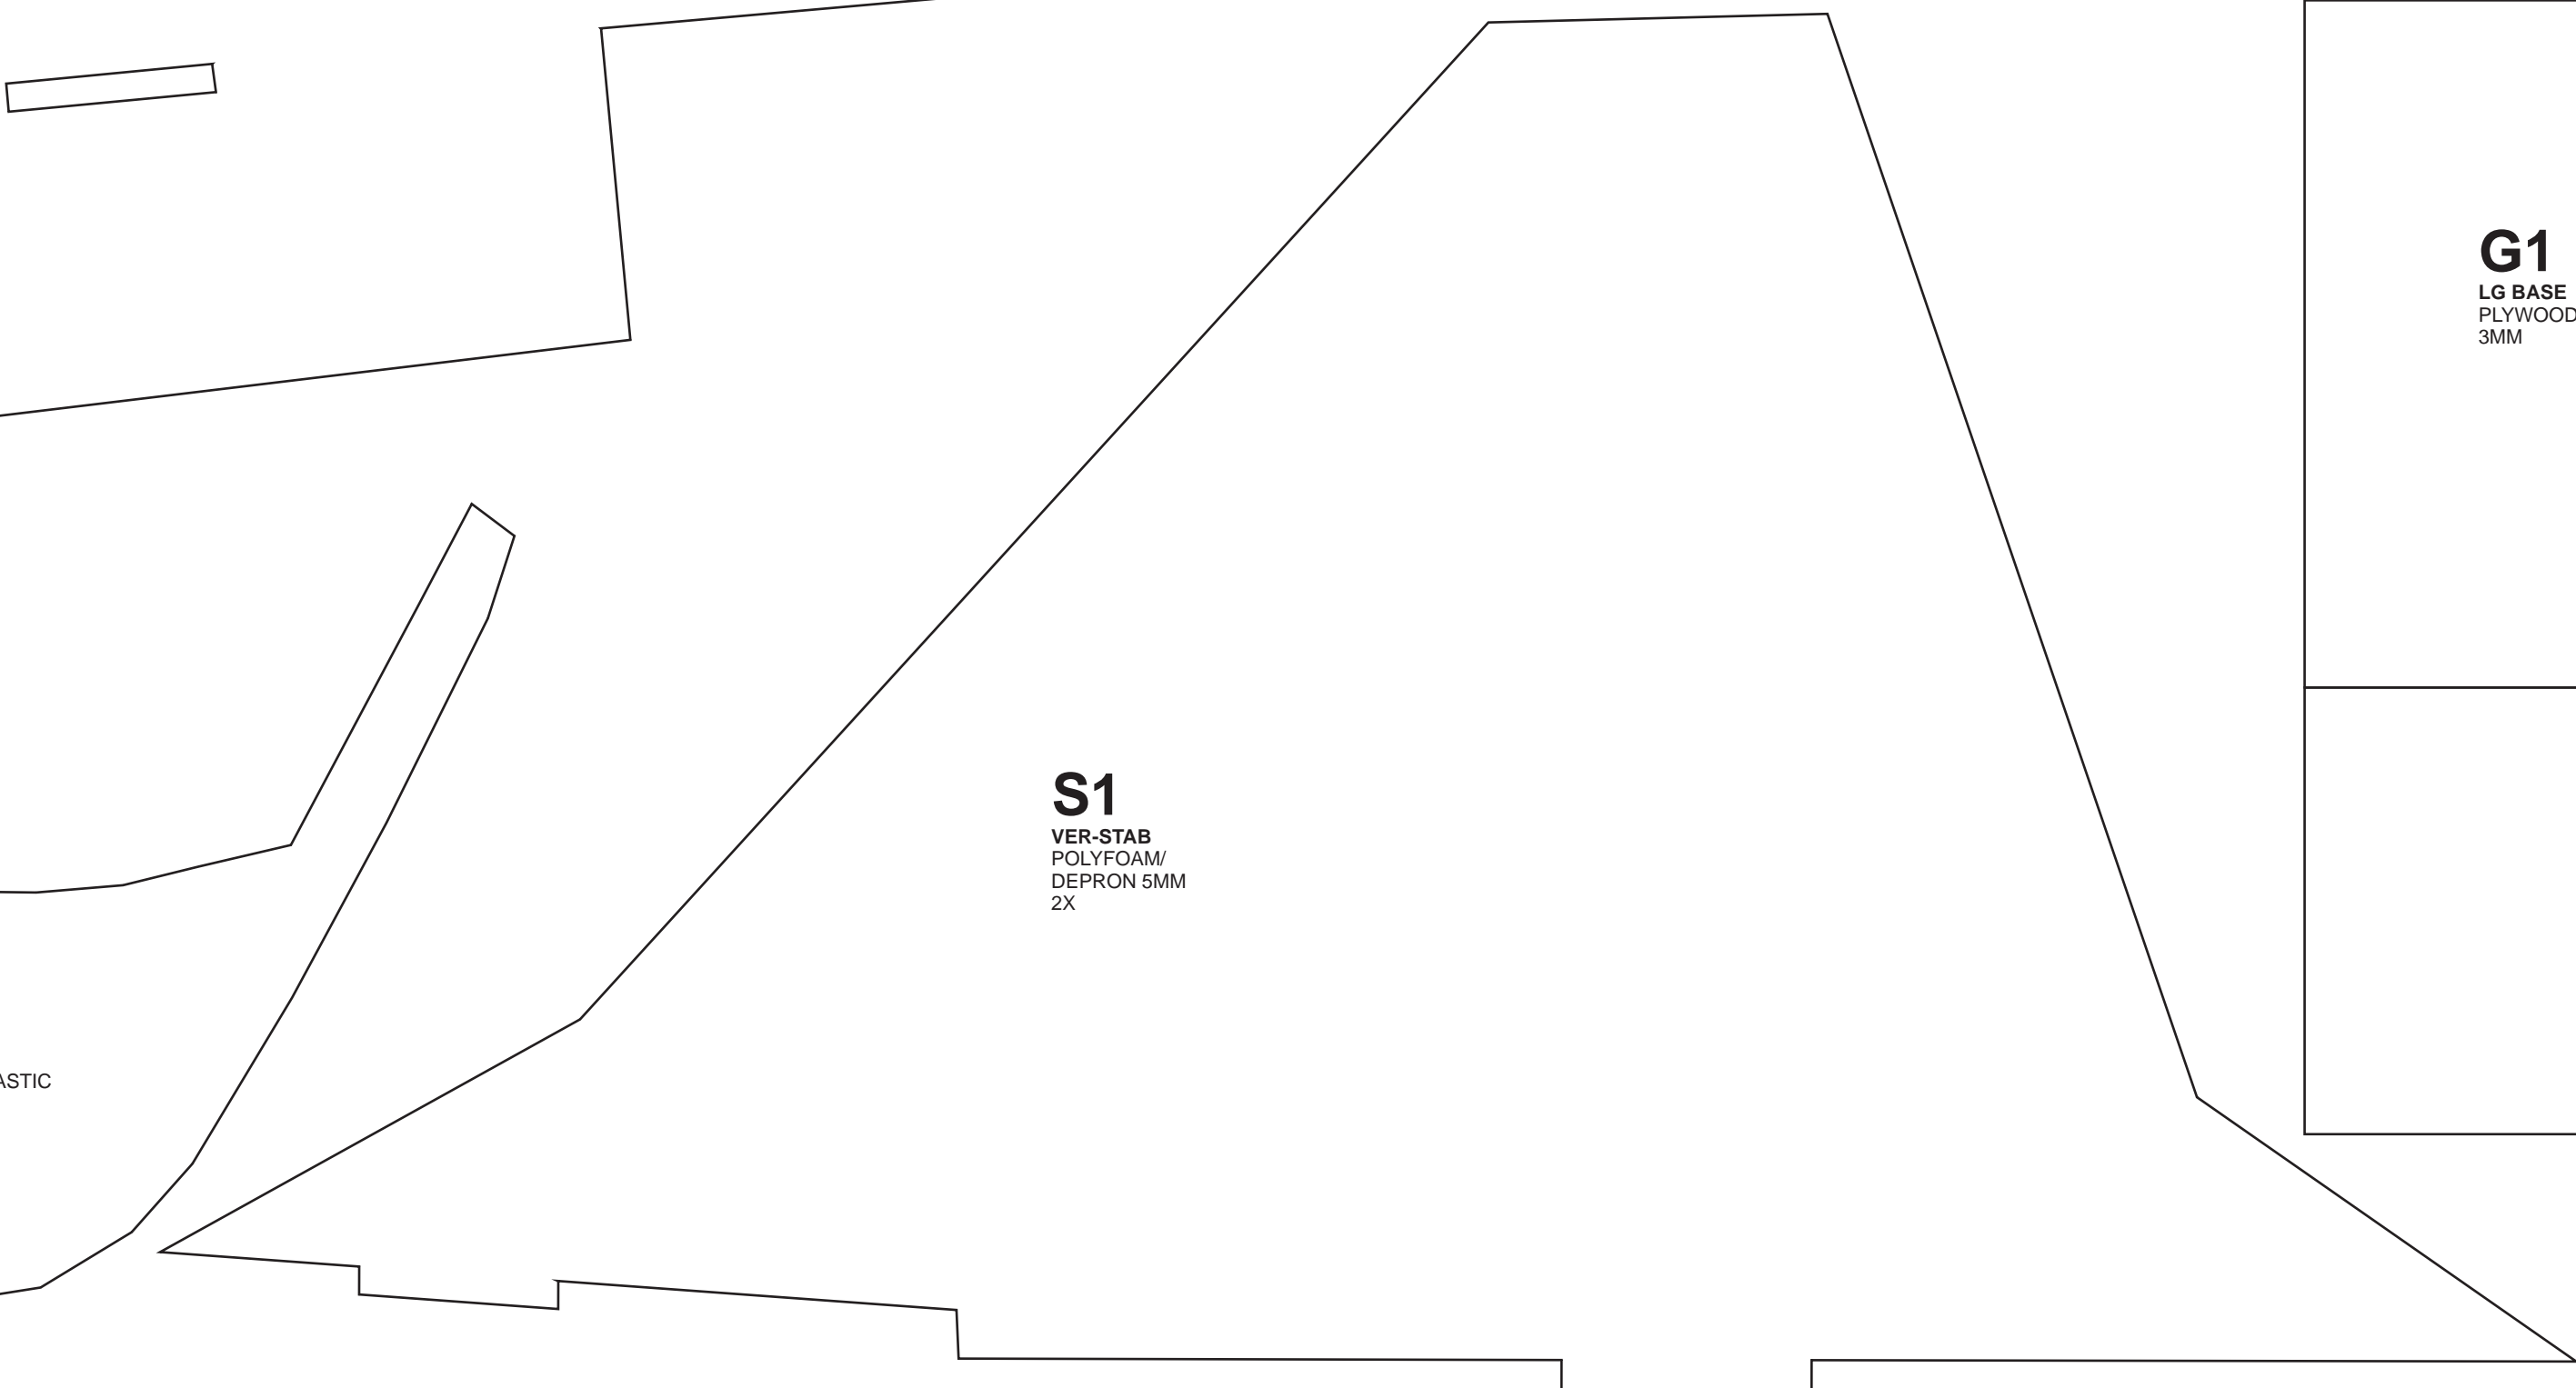 G1
LG BASE
PLYWOOD
3MM
S1
VER-STAB
POLYFOAM/
DEPRON 5MM
2X
ASTIC